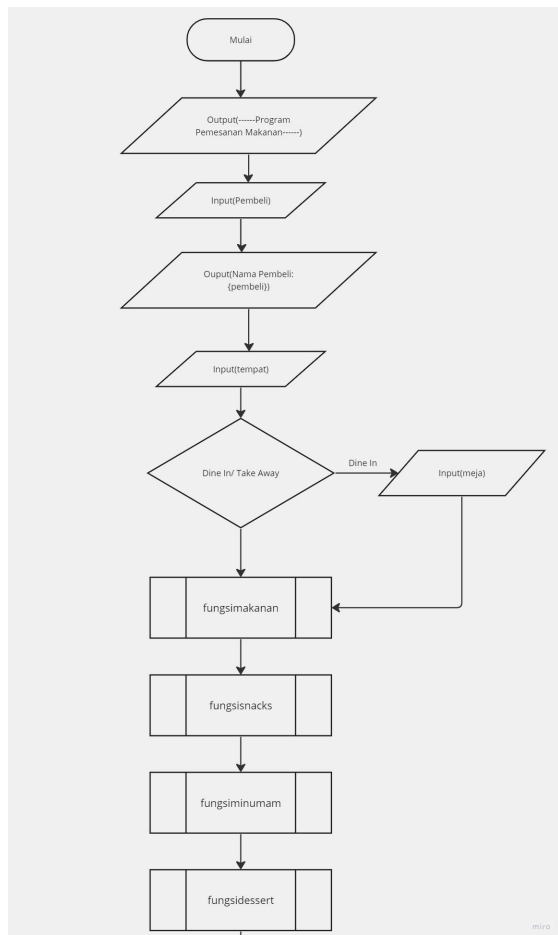 Mulai
Output(------Program
Pemesanan Makanan------)
Input(Pembeli)
Ouput(Nama Pembeli:
{pembeli})
Input(tempat)
Dine In/ Take Away
Dine In
Input(meja)
fungsimakanan
fungsisnacks
fungsiminumam
fungsidessert
miro